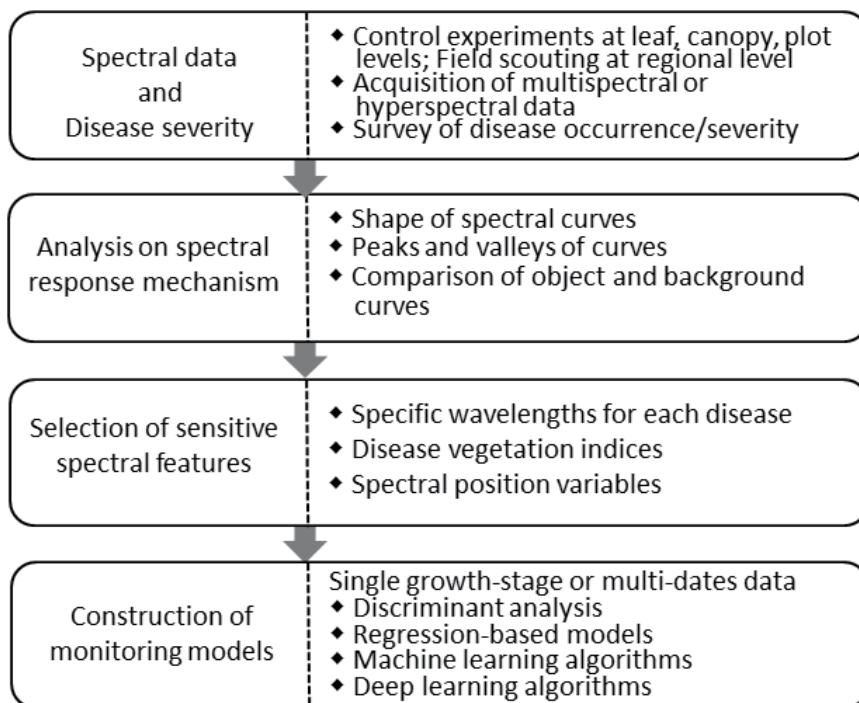 Spectral data
and
Disease severity
◆ Control experiments at leaf, canopy, plot
levels; Field scouting at regional level
◆ Acquisition of multispectral or
hyperspectral data
◆ Survey of disease occurrence/severity
Analysis on spectral
response mechanism
◆ Shape of spectral curves
◆ Peaks and valleys of curves
◆ Comparison of object and background
curves
Selection of sensitive
spectral features
◆ Specific wavelengths for each disease
◆ Disease vegetation indices
◆ Spectral position variables
Construction of
monitoring models
Single growth-stage or multi-dates data
◆ Discriminant analysis
◆ Regression-based models
◆ Machine learning algorithms
◆ Deep learning algorithms